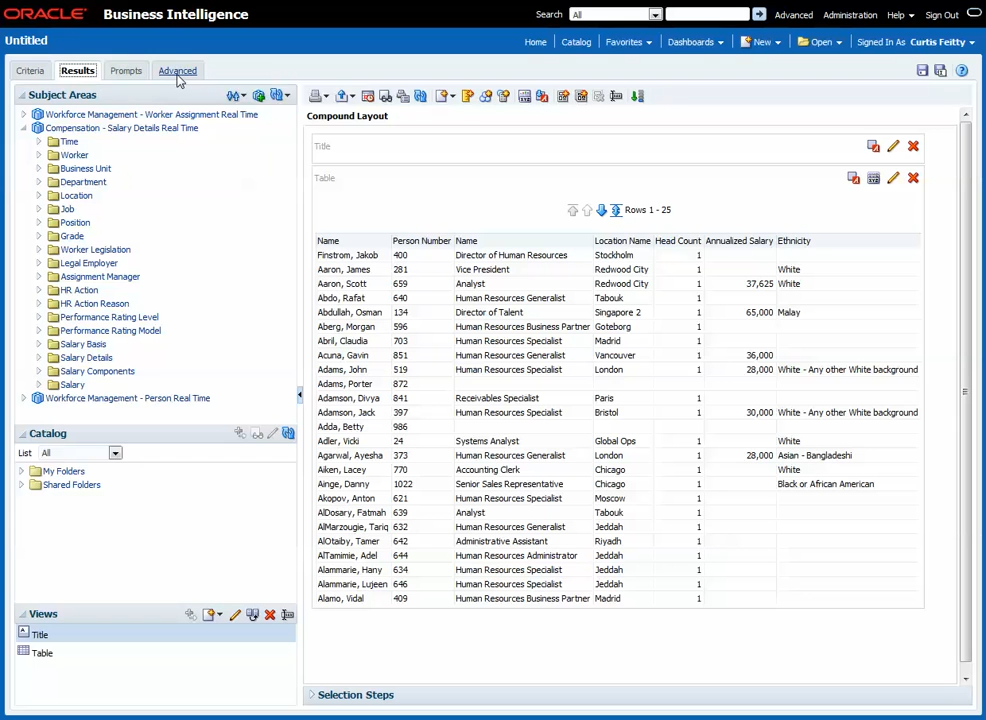 ORACLE Business Intelligence Search All Advanced Administration Help Sign Out
Untitled Home Catalog Favorites Dashboards New Open Signed In As Curtis Feitty
Criteria Results Prompts Advanced
Subject Areas
Workforce Management - Worker Assignment Real Time
Compensation - Salary Details Real Time
Time
Worker
Business Unit
Department
Location
Job
Position
Grade
Worker Legislation
Legal Employer
Assignment Manager
HR Action
HR Action Reason
Performance Rating Level
Performance Rating Model
Salary Basis
Salary Details
Salary Components
Salary
Workforce Management - Person Real Time
Catalog
List All
My Folders
Shared Folders
Views
Title
Table
Compound Layout
Title
Table
Rows 1 - 25
Name Person Number Name Location Name Head Count Annualized Salary Ethnicity
Finstrom, Jakob 400 Director of Human Resources Stockholm 1
Aaron, James 281 Vice President Redwood City 1 White
Aaron, Scott 659 Analyst Redwood City 1 37,625 White
Abdo, Rafat 640 Human Resources Generalist Tabouk 1
Abdullah, Osman 134 Director of Talent Singapore 2 1 65,000 Malay
Aberg, Morgan 596 Human Resources Business Partner Goteborg 1
Abril, Claudia 703 Human Resources Specialist Madrid 1
Acuna, Gavin 851 Human Resources Generalist Vancouver 1 36,000
Adams, John 519 Human Resources Specialist London 1 28,000 White - Any other White background
Adams, Porter 872 1
Adamson, Divya 841 Receivables Specialist Paris 1
Adamson, Jack 397 Human Resources Specialist Bristol 1 30,000 White - Any other White background
Adda, Betty 986 1
Adler, Vicki 24 Systems Analyst Global Ops 1 White
Agarwal, Ayesha 373 Human Resources Generalist London 1 28,000 Asian - Bangladeshi
Aiken, Lacey 770 Accounting Clerk Chicago 1 White
Ainge, Danny 1022 Senior Sales Representative Chicago 1 Black or African American
Akopov, Anton 621 Human Resources Specialist Moscow 1
AlDosary, Fatmah 639 Analyst Tabouk 1
AlMarzougie, Tariq 632 Human Resources Generalist Jeddah 1
AlOtaiby, Tamer 642 Administrative Assistant Riyadh 1
AlTamimie, Adel 644 Human Resources Administrator Jeddah 1
Alammarie, Hany 634 Human Resources Specialist Jeddah 1
Alammarie, Lujeen 646 Human Resources Specialist Jeddah 1
Alamo, Vidal 409 Human Resources Business Partner Madrid 1
Selection Steps